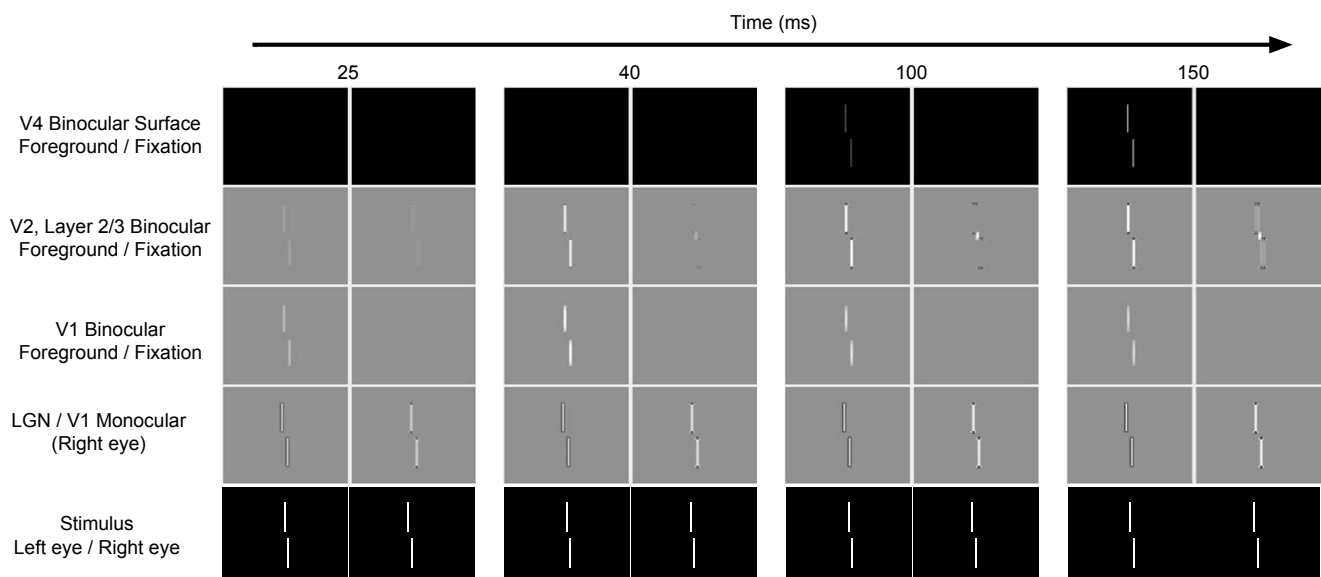 Time (ms)
25 40 100 150
V4 Binocular Surface
Foreground / Fixation
V2, Layer 2/3 Binocular
Foreground / Fixation
V1 Binocular
Foreground / Fixation
LGN / V1 Monocular
(Right eye)
Stimulus
Left eye / Right eye